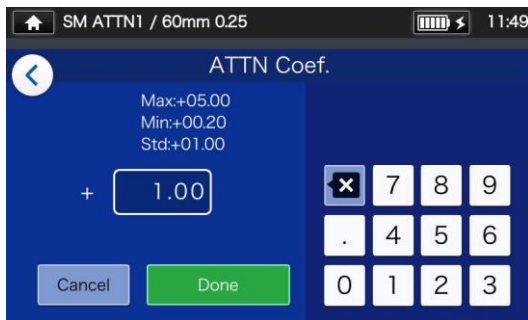 SM ATTN1 / 60mm 0.25
11:49
ATTN Coef.
Max:+05.00
Min:+00.20
Std:+01.00
+ 1.00
7 8 9
. 4 5 6
0 1 2 3
Cancel Done